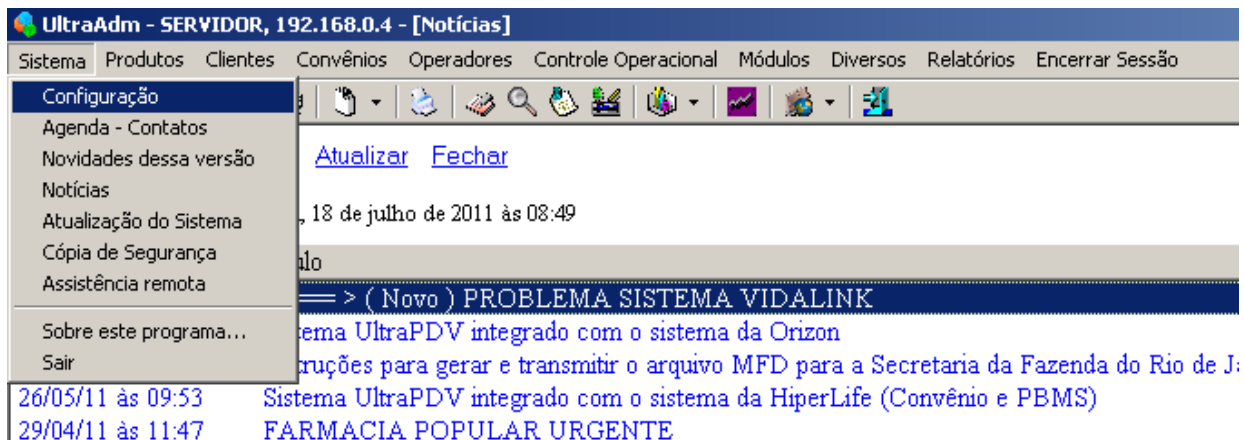 UltraAdm - SERVIDOR, 192.168.0.4 - [Notícias]
Sistema Produtos Clientes Convênios Operadores Controle Operacional Módulos Diversos Relatórios Encerrar Sessão
Configuração
Agenda - Contatos
Novidades dessa versão
Atualizar Fechar
Notícias
Atualização do Sistema
, 18 de julho de 2011 às 08:49
Cópia de Segurança
Assistência remota
=== > ( Novo ) PROBLEMA SISTEMA VIDALINK
Sobre este programa...
UltraPDV integrado com o sistema da Orizon
Sair
para gerar e transmitir o arquivo MFD para a Secretaria da Fazenda do Rio de
26/05/11 às 09:53 Sistema UltraPDV integrado com o sistema da HiperLife (Convênio e PBMS)
29/04/11 às 11:47 FARMACIA POPULAR URGENTE